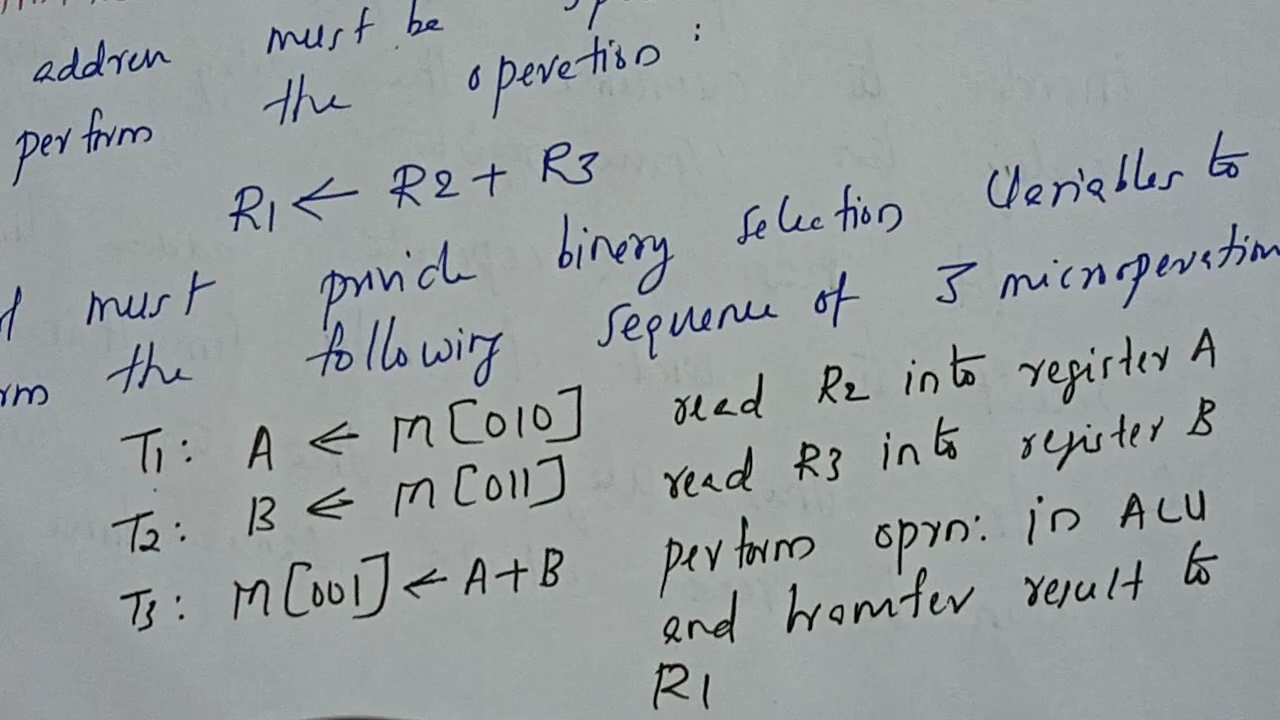 address must be
perform the operation :
R1 ← R2 + R3
must provide binary selection Variables to
the following sequence of 3 microoperation
T1 : A ← M[010] read R2 into register A
T2 : B ← M[011] read R3 into register B
T3 : M[001] ← A+B perform oprn: in ALU
and transfer result to
R1